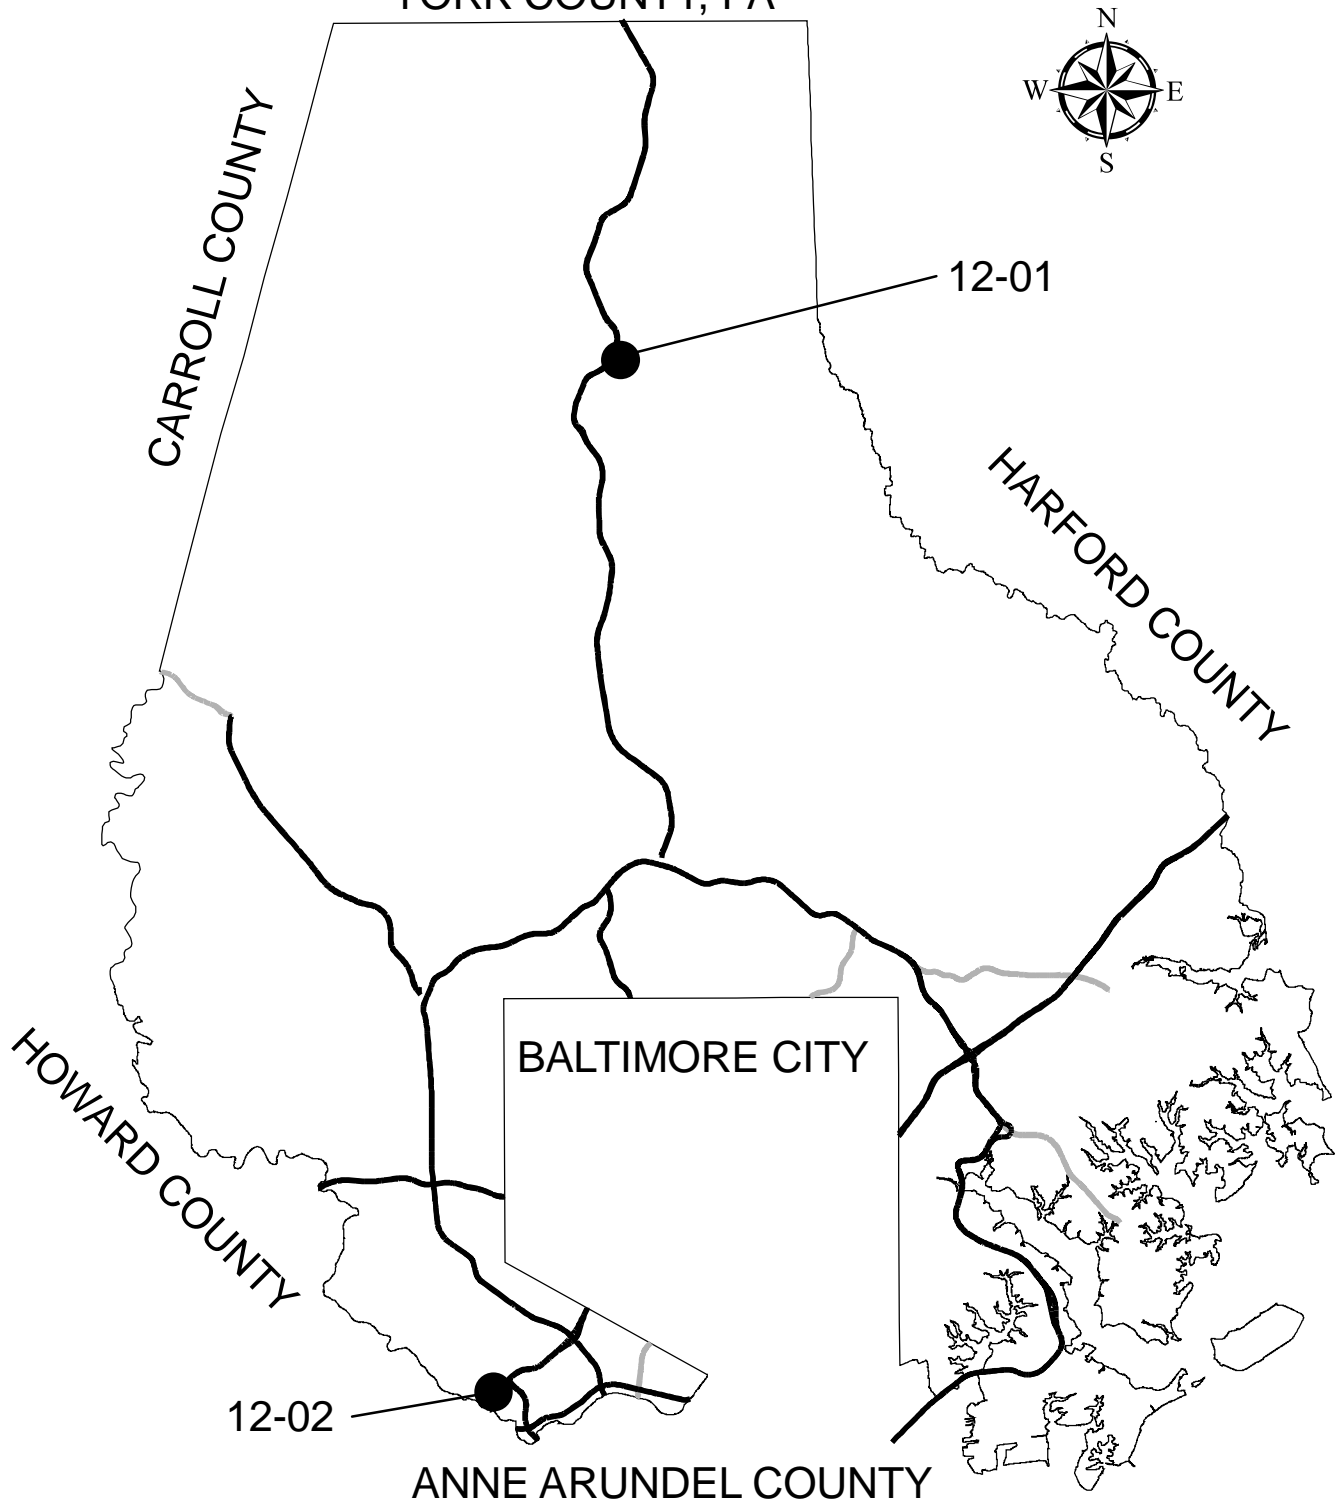 YORK COUNTY, PA
N
W E
S
CARROLL COUNTY
12-01
HARFORD COUNTY
BALTIMORE CITY
HOWARD COUNTY
12-02
ANNE ARUNDEL COUNTY